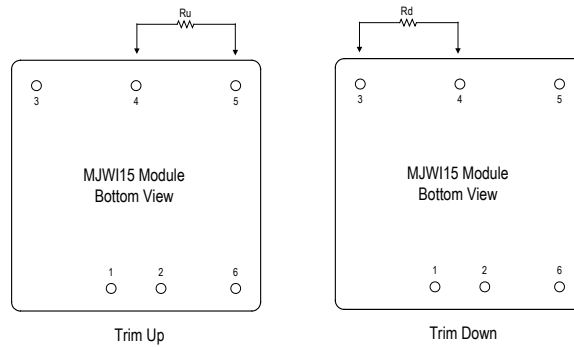 Ru
3 4 5
MJWI15 Module
Bottom View
1 2 6
Trim Up
Rd
3 4 5
MJWI15 Module
Bottom View
1 2 6
Trim Down